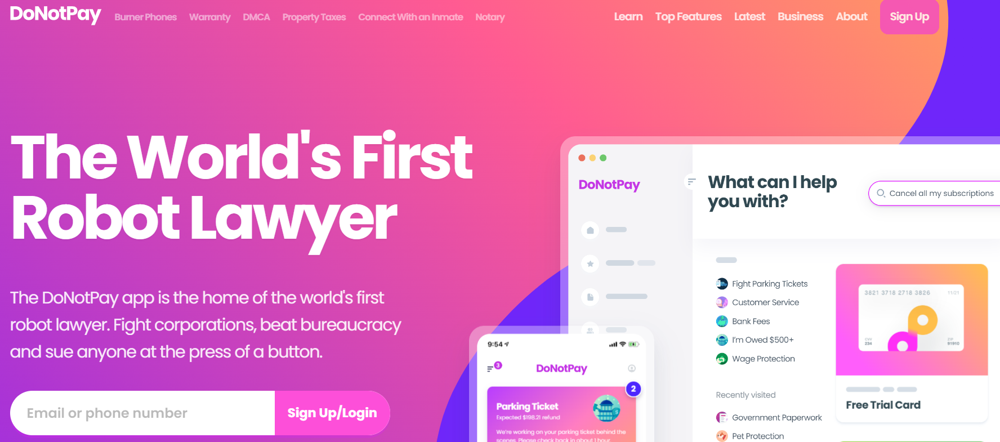 DoNotPay
Burner Phones Warranty DMCA Property Taxes Connect With an Inmate Notary
Learn Top Features Latest Business About Sign Up
The World's First
Robot Lawyer
The DoNotPay app is the home of the world's first
robot lawyer. Fight corporations, beat bureaucracy
and sue anyone at the press of a button.
Email or phone number
Sign Up/Login
DoNotPay
What can I help
you with?
Cancel all my subscriptions
Fight Parking Tickets
Customer Service
Bank Fees
I'm Owed $500+
Wage Protection
Recently visited
Government Paperwork
Pet Protection
3821 3718 2718 3826 11/21
CVV
234
ZIP
91910
Free Trial Card
9:54
3
DoNotPay
2
Parking Ticket
Expected $198.21 refund
We're working on your parking ticket behind the
scenes. Please check back in about 1 hour